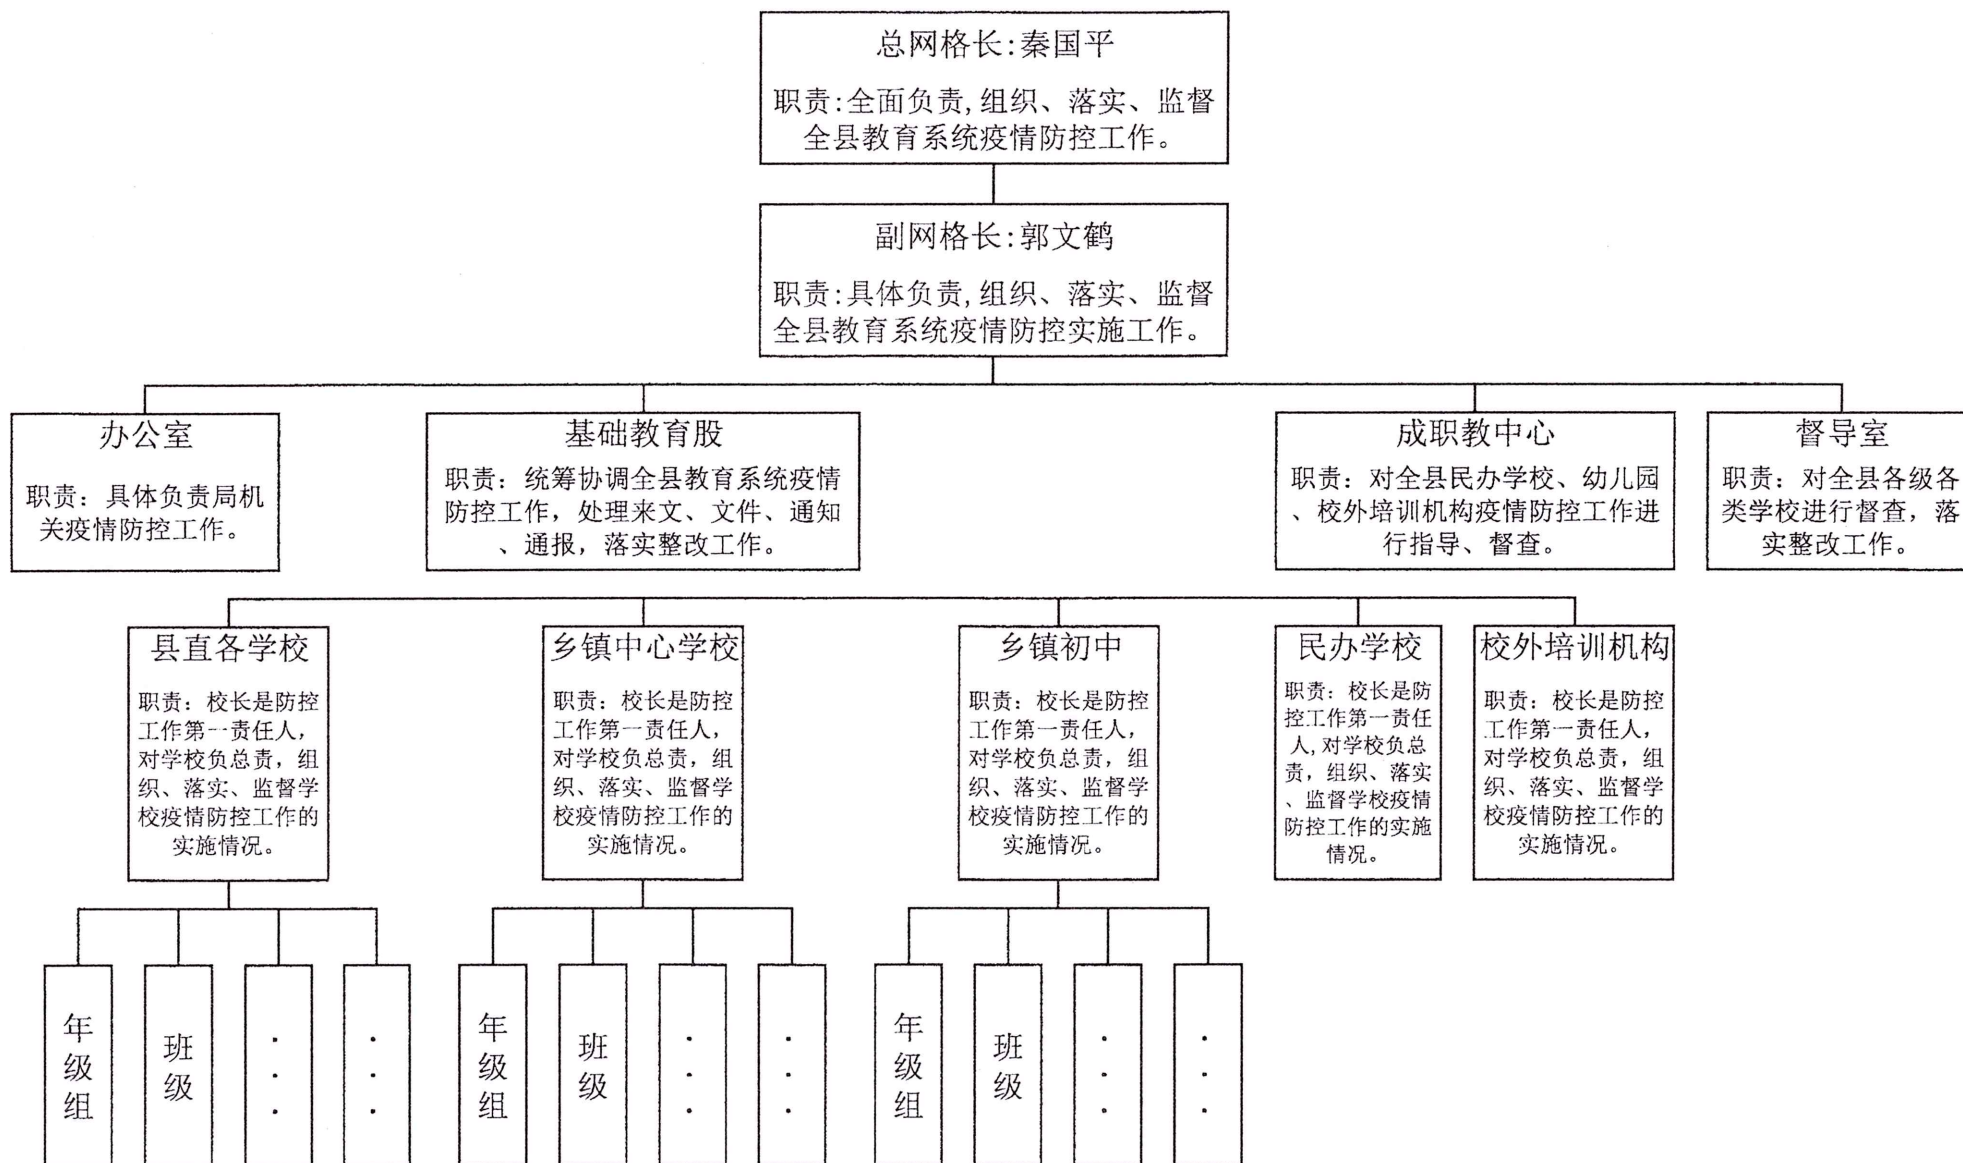 总网格长:秦国平
职责:全面负责,组织、落实、监督
全县教育系统疫情防控工作。
副网格长:郭文鹤
职责:具体负责,组织、落实、监督
全县教育系统疫情防控实施工作。
办公室
职责：具体负责局机
关疫情防控工作。
基础教育股
职责：统筹协调全县教育系统疫情
防控工作，处理来文、文件、通知
、通报，落实整改工作。
成职教中心
职责：对全县民办学校、幼儿园
、校外培训机构疫情防控工作进
行指导、督查。
督导室
职责：对全县各级各
类学校进行督查，落
实整改工作。
县直各学校
职责：校长是防控
工作第一责任人，
对学校负总责，组
织、落实、监督学
校疫情防控工作的
实施情况。
乡镇中心学校
职责：校长是防控
工作第一责任人，
对学校负总责，组
织、落实、监督学
校疫情防控工作的
实施情况。
乡镇初中
职责：校长是防控
工作第一责任人，
对学校负总责，组
织、落实、监督学
校疫情防控工作的
实施情况。
民办学校
职责：校长是防
控工作第一责任
人,对学校负总
责，组织、落实
、监督学校疫情
防控工作的实施
情况。
校外培训机构
职责：校长是防控
工作第一责任人，
对学校负总责，组
织、落实、监督学
校疫情防控工作的
实施情况。
年级组
班级
...
...
年级组
班级
...
...
年级组
班级
...
...